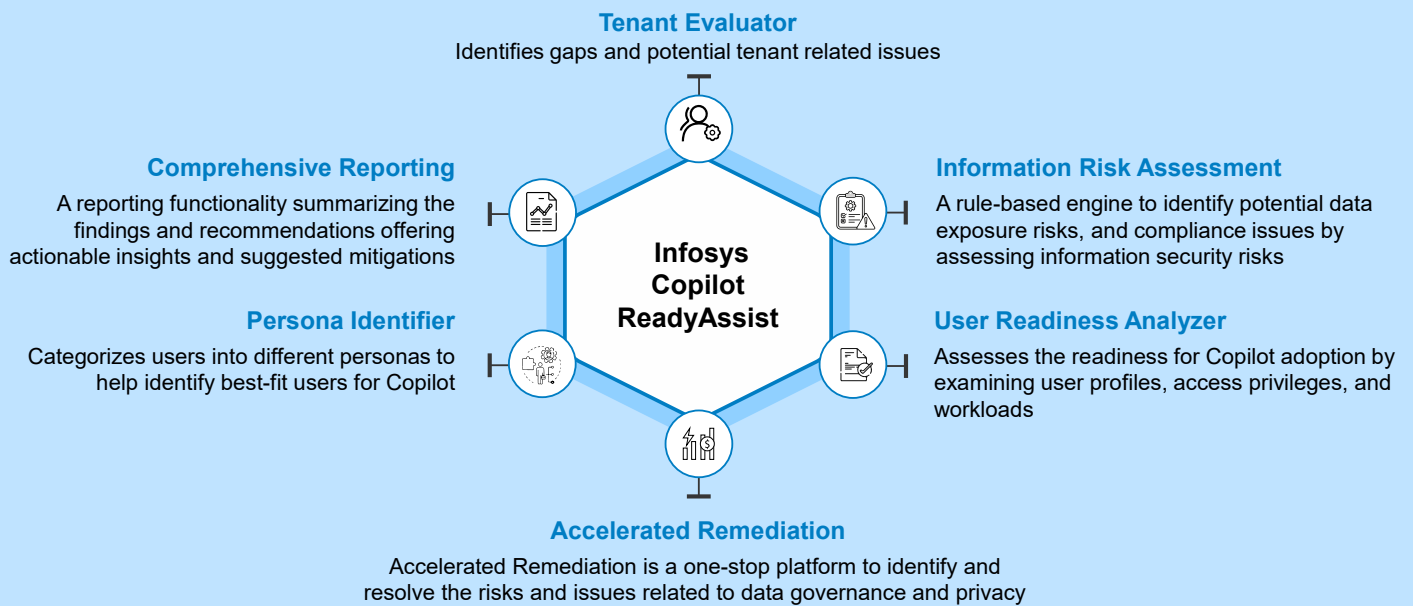 Tenant Evaluator
Identifies gaps and potential tenant related issues
Comprehensive Reporting
A reporting functionality summarizing the
findings and recommendations offering
actionable insights and suggested mitigations
Information Risk Assessment
A rule-based engine to identify potential data
exposure risks, and compliance issues by
assessing information security risks
Infosys
Copilot
ReadyAssist
Persona Identifier
Categorizes users into different personas to
help identify best-fit users for Copilot
User Readiness Analyzer
Assesses the readiness for Copilot adoption by
examining user profiles, access privileges, and
workloads
Accelerated Remediation
Accelerated Remediation is a one-stop platform to identify and
resolve the risks and issues related to data governance and privacy